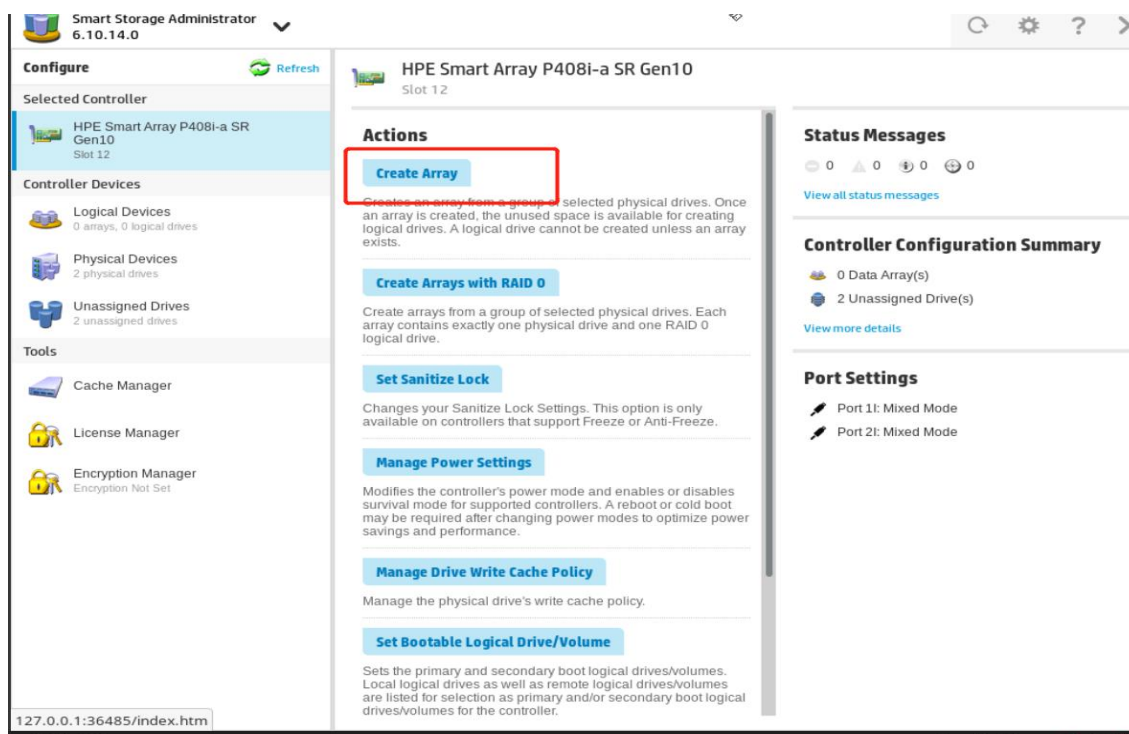 Smart Storage Administrator
6.10.14.0
Configure
Refresh
Selected Controller
HPE Smart Array P408i-a SR
Gen10
Slot 12
Controller Devices
Logical Devices
0 arrays, 0 logical drives
Physical Devices
2 physical drives
Unassigned Drives
2 unassigned drives
Tools
Cache Manager
License Manager
Encryption Manager
Encryption Not Set
127.0.0.1:36485/index.htm
HPE Smart Array P408i-a SR Gen10
Slot 12
Actions
Create Array
Creates an array from a group of selected physical drives. Once
an array is created, the unused space is available for creating
logical drives. A logical drive cannot be created unless an array
exists.
Create Arrays with RAID 0
Create arrays from a group of selected physical drives. Each
array contains exactly one physical drive and one RAID 0
logical drive.
Set Sanitize Lock
Changes your Sanitize Lock Settings. This option is only
available on controllers that support Freeze or Anti-Freeze.
Manage Power Settings
Modifies the controller's power mode and enables or disables
survival mode for supported controllers. A reboot or cold boot
may be required after changing power modes to optimize power
savings and performance.
Manage Drive Write Cache Policy
Manage the physical drive's write cache policy.
Set Bootable Logical Drive/Volume
Sets the primary and secondary boot logical drives/volumes.
Local logical drives as well as remote logical drives/volumes
are listed for selection as primary and/or secondary boot logical
drives/volumes for the controller.
Status Messages
0 0 0 0
View all status messages
Controller Configuration Summary
0 Data Array(s)
2 Unassigned Drive(s)
View more details
Port Settings
Port 1I: Mixed Mode
Port 2I: Mixed Mode